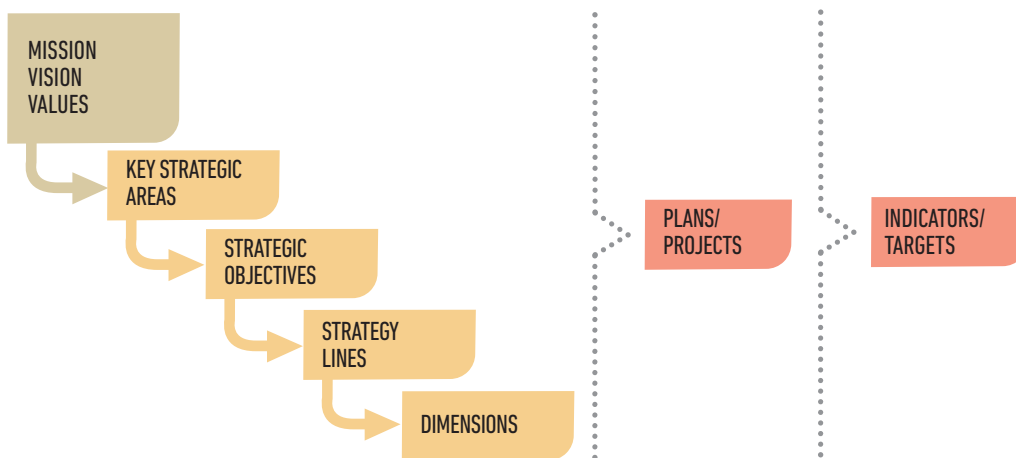 MISSION
VISION
VALUES
KEY STRATEGIC
AREAS
STRATEGIC
OBJECTIVES
STRATEGY
LINES
DIMENSIONS
PLANS/
PROJECTS
INDICATORS/
TARGETS